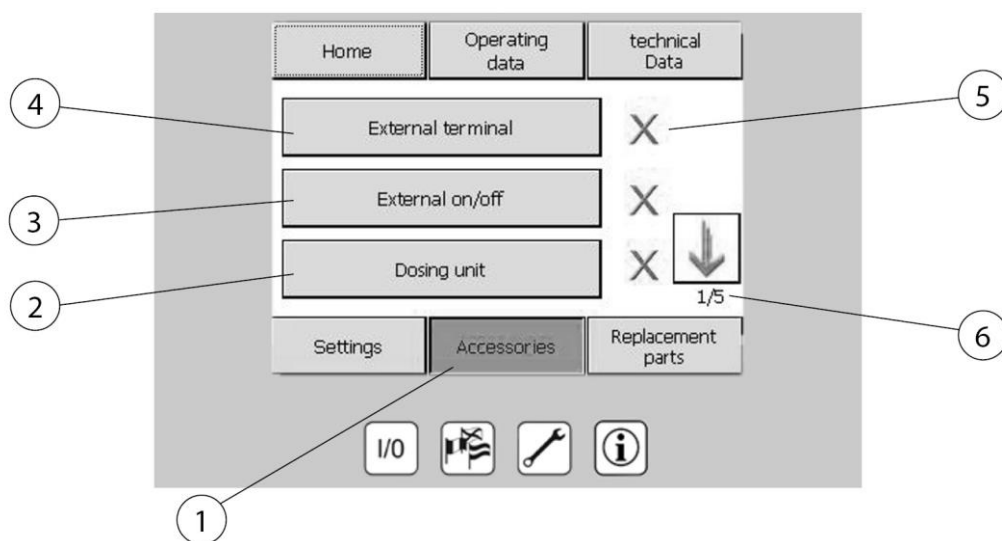 Home
Operating
data
technical
Data
4
External terminal
X
5
3
External on/off
X
2
Dosing unit
X
1/5
6
Settings
Accessories
Replacement
parts
I/0
i
1